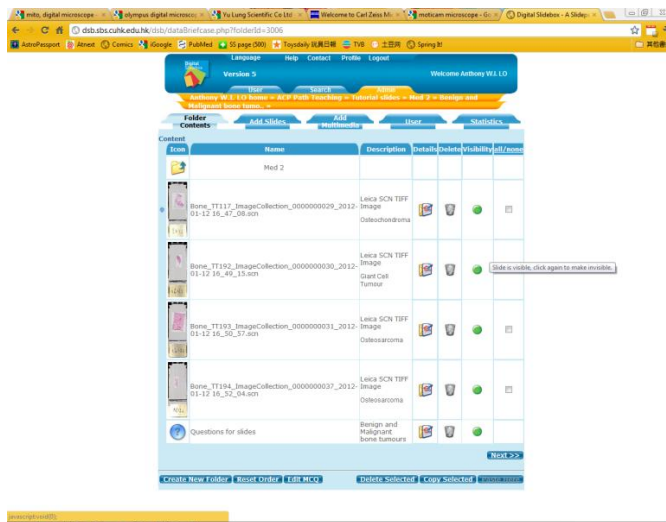 mito, digital microscope
olympus digital microscop
Yu Lung Scientific Co Ltd
Welcome to Carl Zeiss Mi
moticam microscope - Go
Digital Slidebox - A Slidep
dsb.sbs.cuhk.edu.hk/dsb/dataBriefcase.php?folderId=3006
AstroPessport Atnext Comics iGoogle PubMed SS page (500) Toysdaily 玩具日報 TVB 土豆网 Spring It!
Digital
Language Help Contact Profile Logout
Version 5
Welcome Anthony W.I. LO
User Search Admin
Anthony W.I. LO home » ACP Path Teaching » Tutorial slides » Med 2 » Benign and
Malignant bone tumo.. »
Folder Contents
Add Slides
Add Multimedia
User
Statistics
Content
Icon Name Description Details Delete Visibility all/none
Med 2
Bone_TT117_ImageCollection_0000000029_2012-
01-12 16_47_08.scn
Leica SCN TIFF
Image
Osteochondroma
Bone_TT192_ImageCollection_0000000030_2012-
01-12 16_49_15.scn
Leica SCN TIFF
Image
Giant Cell
Tumour
Slide is visible, click again to make invisible.
Bone_TT193_ImageCollection_0000000031_2012-
01-12 16_50_57.scn
Leica SCN TIFF
Image
Osteosarcoma
Bone_TT194_ImageCollection_0000000037_2012-
01-12 16_52_04.scn
Leica SCN TIFF
Image
Osteosarcoma
Questions for slides
Benign and
Malignant
bone tumours
Next >>
Create New Folder Reset Order Edit MCQ Delete Selected Copy Selected
javascript:void(0);